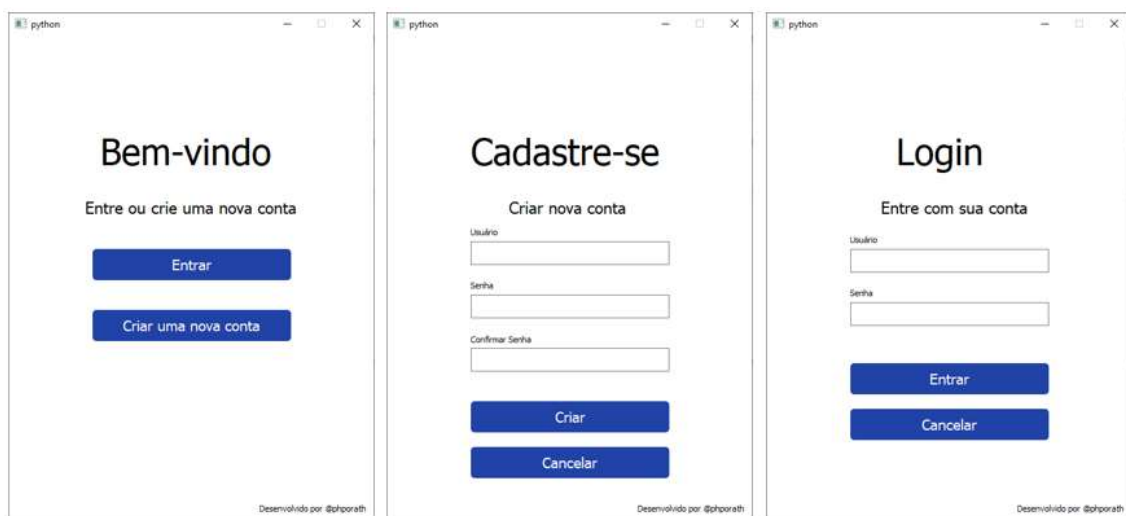 python
Bem-vindo
Entre ou crie uma nova conta
Entrar
Criar uma nova conta
Desenvolvido por @phporath
python
Cadastre-se
Criar nova conta
Usuário
Senha
Confirmar Senha
Criar
Cancelar
Desenvolvido por @phporath
python
Login
Entre com sua conta
Usuário
Senha
Entrar
Cancelar
Desenvolvido por @phporath